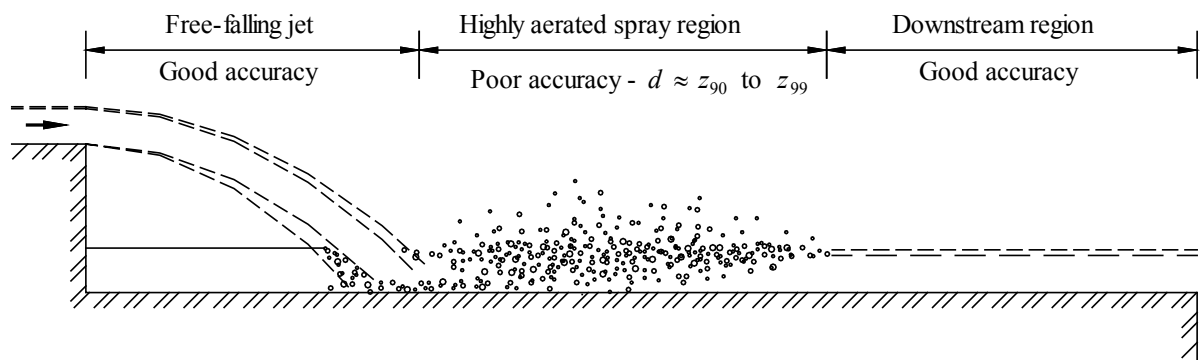 Free-falling jet
Highly aerated spray region
Downstream region
Good accuracy
Poor accuracy - d ≈ z90 to z99
Good accuracy